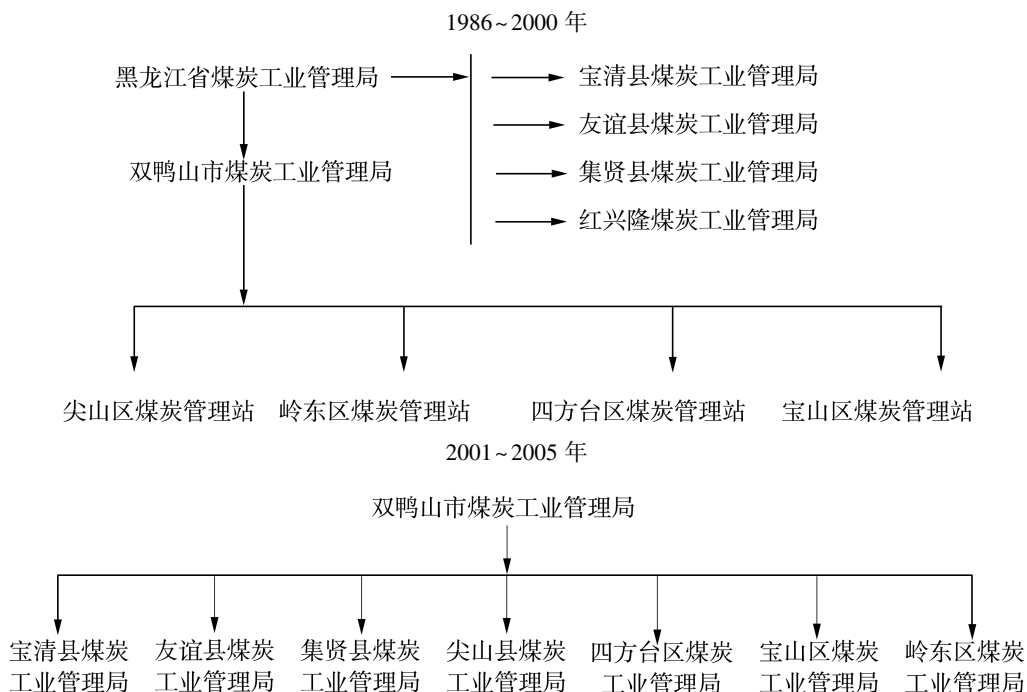 1986~2000 年
黑龙江省煤炭工业管理局
宝清县煤炭工业管理局
友谊县煤炭工业管理局
双鸭山市煤炭工业管理局
集贤县煤炭工业管理局
红兴隆煤炭工业管理局
尖山区煤炭管理站 岭东区煤炭管理站 四方台区煤炭管理站 宝山区煤炭管理站
2001~2005 年
双鸭山市煤炭工业管理局
宝清县煤炭
工业管理局
友谊县煤炭
工业管理局
集贤县煤炭
工业管理局
尖山县煤炭
工业管理局
四方台区煤炭
工业管理局
宝山区煤炭
工业管理局
岭东区煤炭
工业管理局